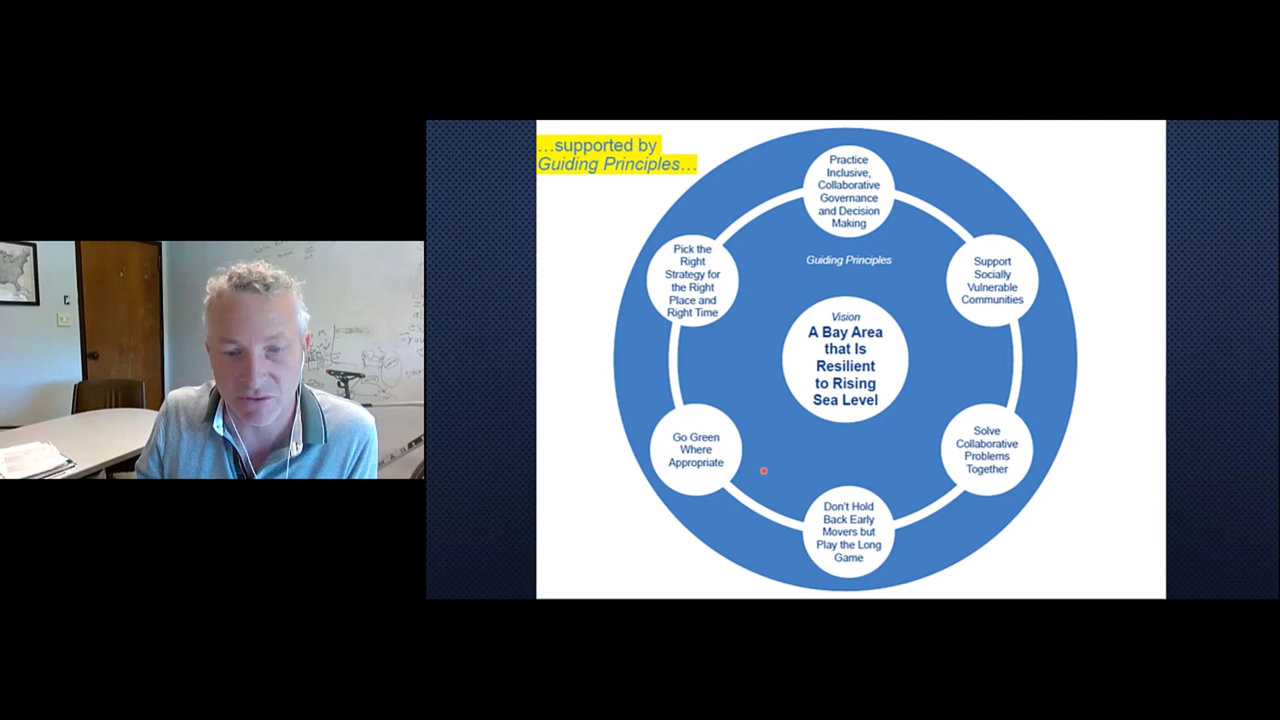 …supported by
Guiding Principles…
Practice
Inclusive,
Collaborative
Governance
and Decision
Making
Guiding Principles
Support
Socially
Vulnerable
Communities
Solve
Collaborative
Problems
Together
Don't Hold
Back Early
Movers but
Play the Long
Game
Go Green
Where
Appropriate
Pick the
Right
Strategy for
the Right
Place and
Right Time
Vision
A Bay Area
that Is
Resilient
to Rising
Sea Level